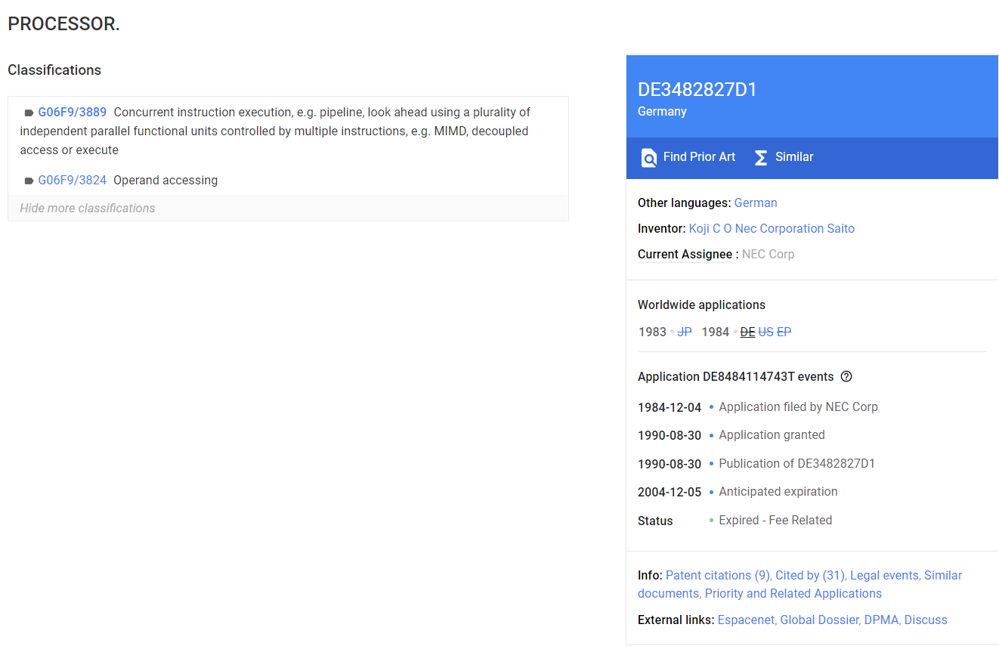 PROCESSOR.
Classifications
G06F9/3889 Concurrent instruction execution, e.g. pipeline, look ahead using a plurality of
independent parallel functional units controlled by multiple instructions, e.g. MIMD, decoupled
access or execute
G06F9/3824 Operand accessing
Hide more classifications
DE3482827D1
Germany
Find Prior Art Similar
Other languages: German
Inventor: Koji C O Nec Corporation Saito
Current Assignee : NEC Corp
Worldwide applications
1983 • JP 1984 • DE US EP
Application DE8484114743T events
1984-12-04 • Application filed by NEC Corp
1990-08-30 • Application granted
1990-08-30 • Publication of DE3482827D1
2004-12-05 • Anticipated expiration
Status • Expired - Fee Related
Info: Patent citations (9), Cited by (31), Legal events, Similar
documents, Priority and Related Applications
External links: Espacenet, Global Dossier, DPMA, Discuss